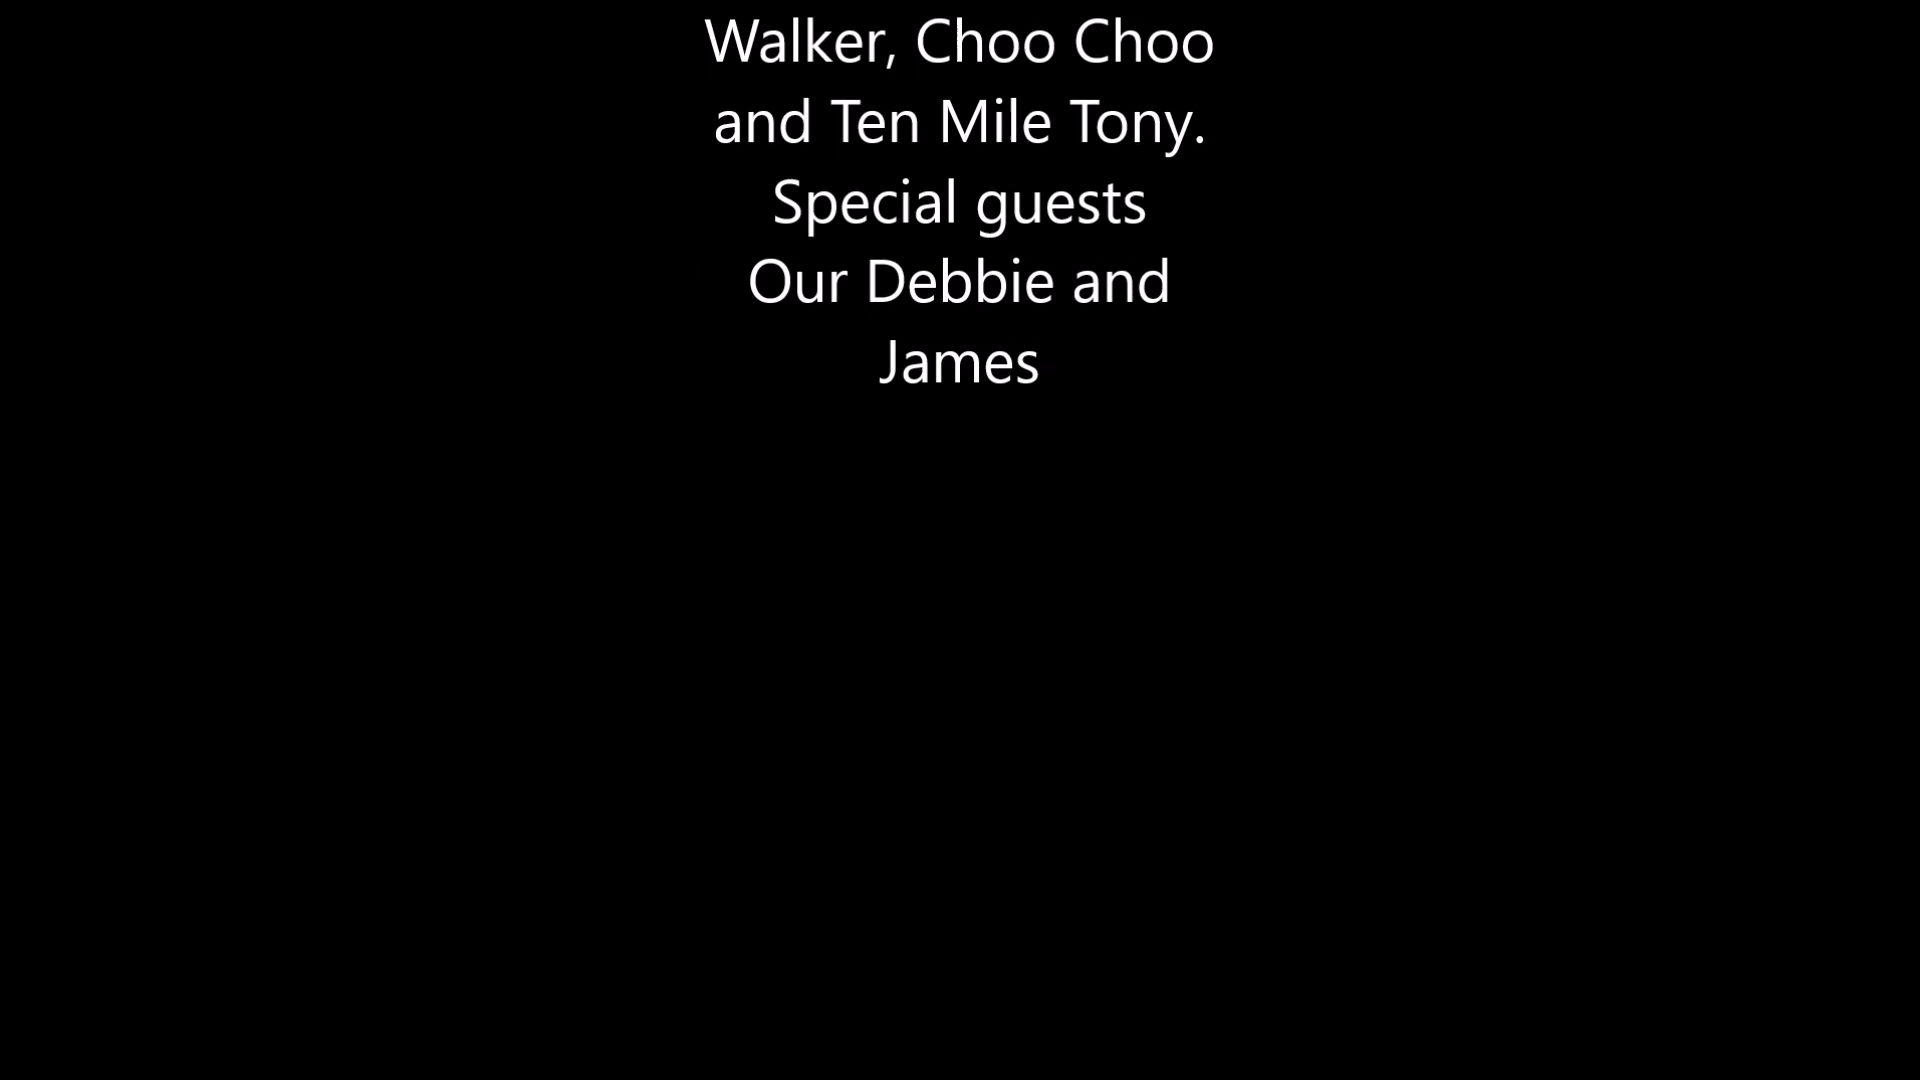 Walker, Choo Choo
and Ten Mile Tony.
Special guests
Our Debbie and
James